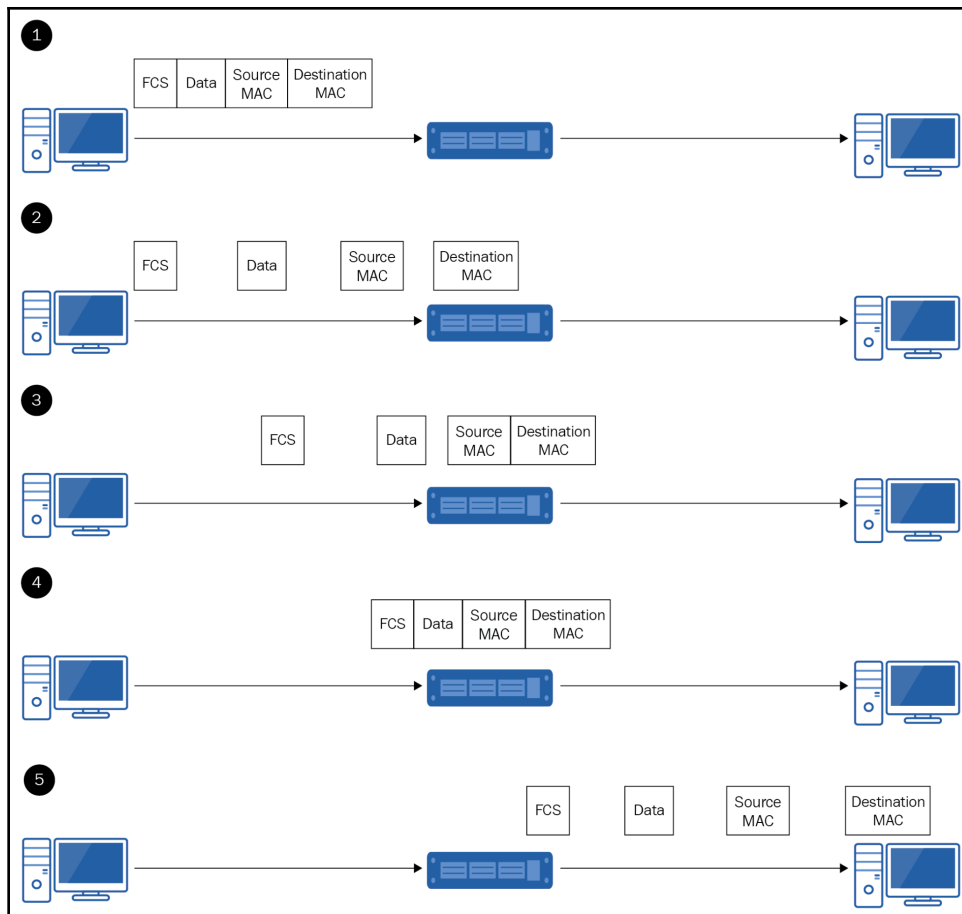 1
FCS Data Source Destination
MAC MAC
2
FCS Data Source Destination
MAC MAC
3
FCS Data Source Destination
MAC MAC
4
FCS Data Source Destination
MAC MAC
5
FCS Data Source Destination
MAC MAC